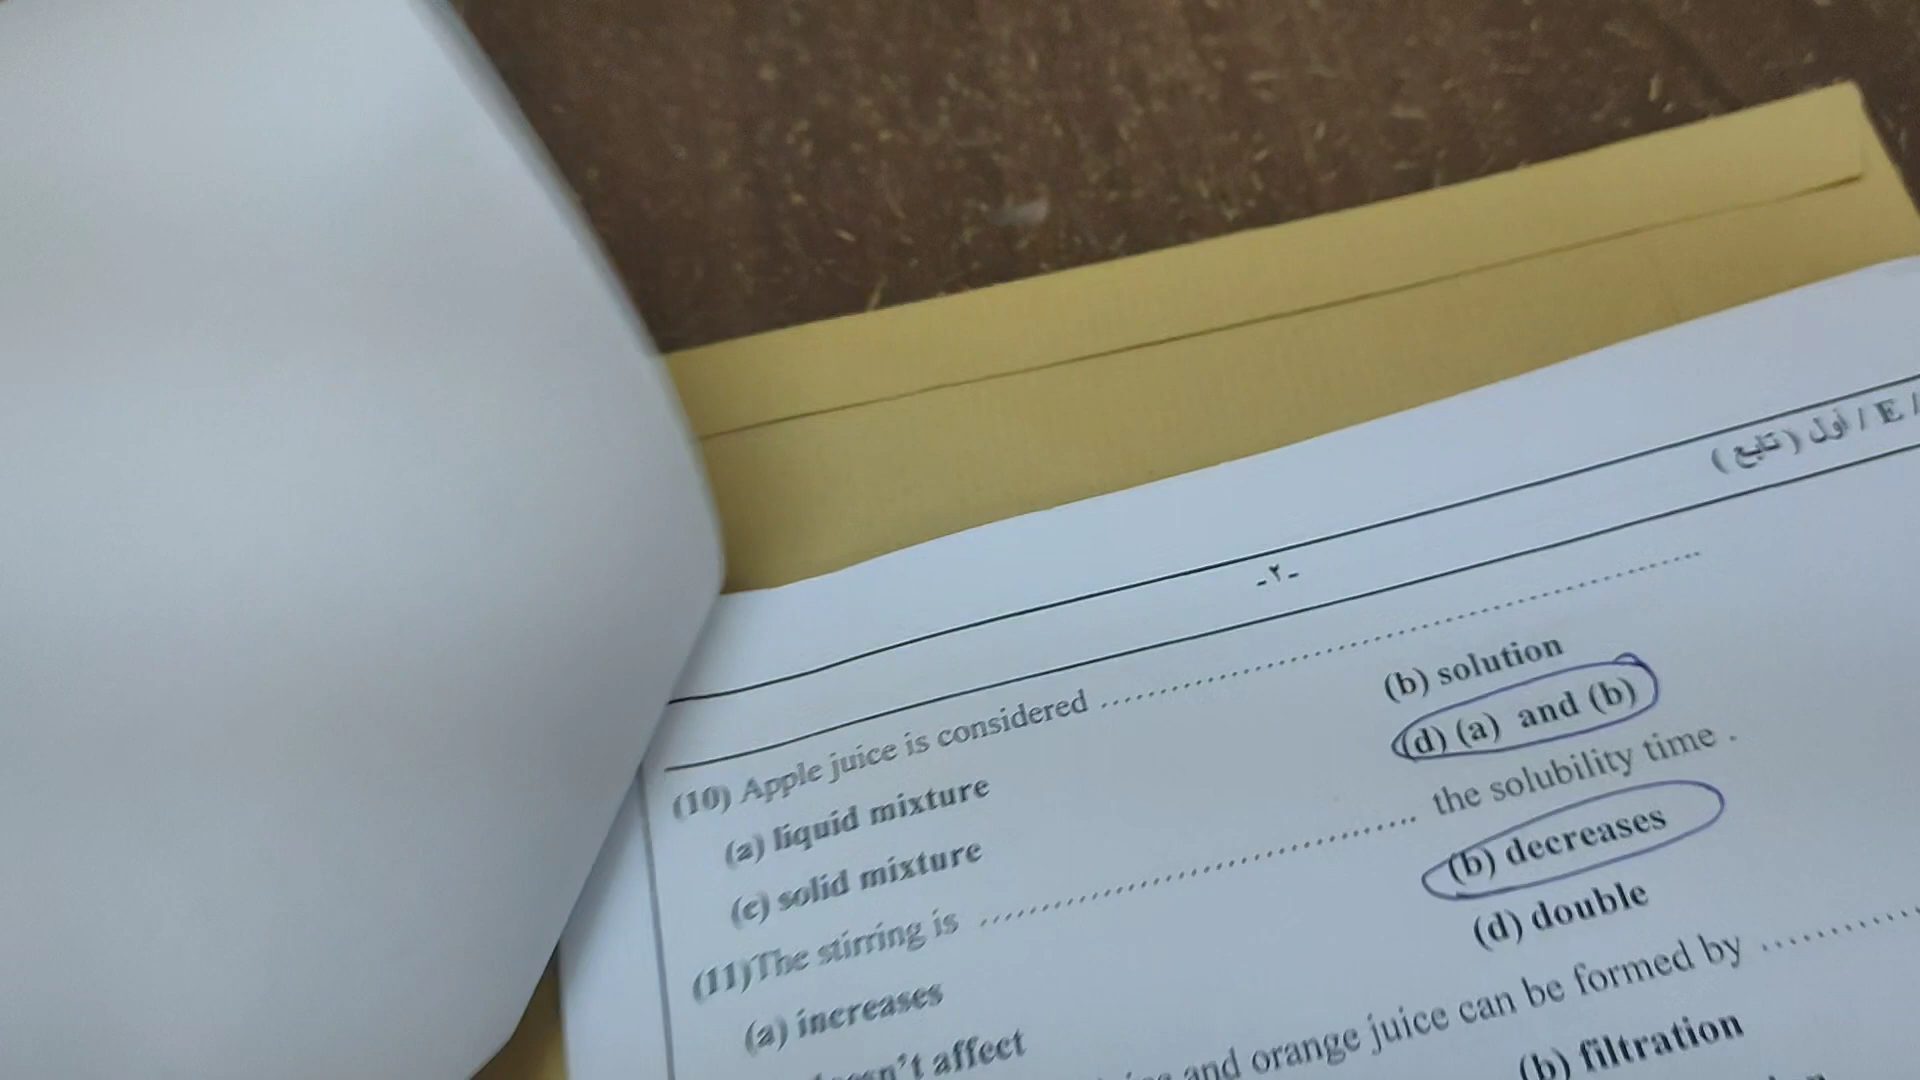 / E / أول ( تابع )
-٢-
(10) Apple juice is considered ........................................
(a) liquid mixture (b) solution
(c) solid mixture (d) (a) and (b)
(11)The stirring is ........................................ the solubility time .
(a) increases (b) decreases
affect (d) double
and orange juice can be formed by ..........
(b) filtration